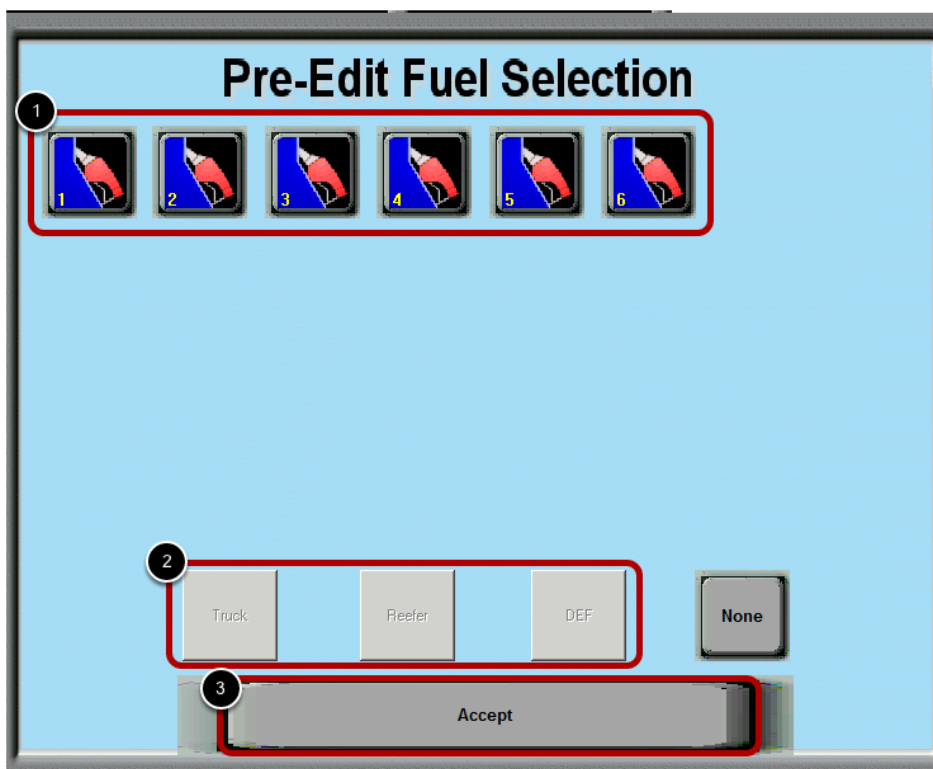 Pre-Edit Fuel Selection
1
1 2 3 4 5 6
2
Truck Reefer DEF None
3
Accept